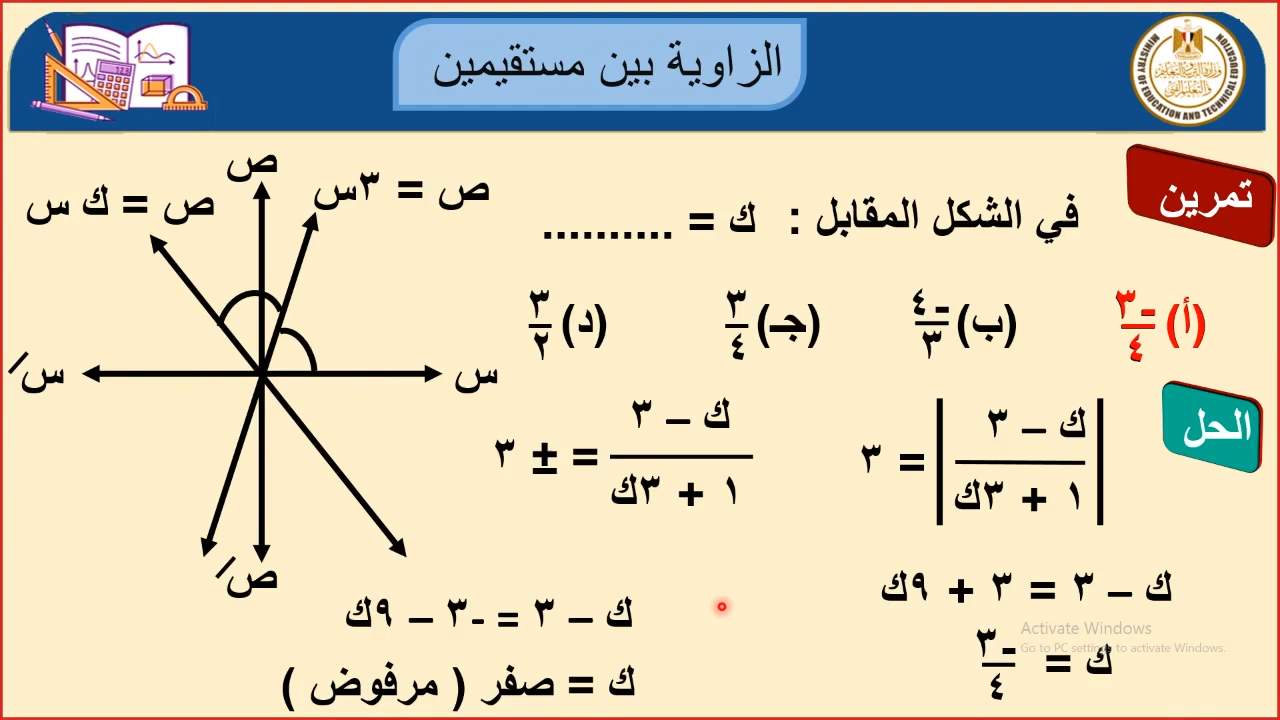 الزاوية بين مستقيمين
MINISTRY OF EDUCATION AND TECHNICAL EDUCATION
تمرين
في الشكل المقابل : ك = ..........
(أ) -٣/٤ (ب) -٤/٣ (جـ) ٣/٤ (د) ٣/٢
ص
ص = ٣س
ص = ك س
س
س/
ص/
الحل
| ك – ٣ / ١ + ٣ك | = ٣
ك – ٣ / ١ + ٣ك = ± ٣
ك – ٣ = ٣ + ٩ك
ك = -٣/٤
ك – ٣ = -٣ – ٩ك
ك = صفر ( مرفوض )
Activate Windows
Go to PC settings to activate Windows.